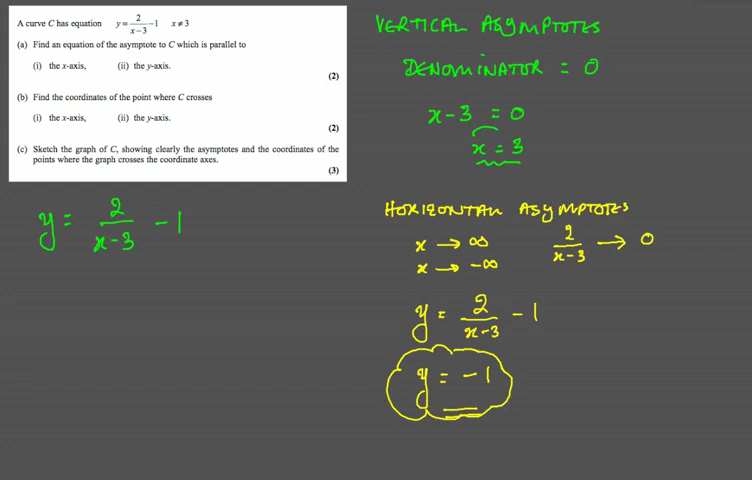 A curve C has equation y = 2/(x−3) − 1   x ≠ 3
(a) Find an equation of the asymptote to C which is parallel to
(i) the x-axis,   (ii) the y-axis.
(2)
(b) Find the coordinates of the point where C crosses
(i) the x-axis,   (ii) the y-axis.
(2)
(c) Sketch the graph of C, showing clearly the asymptotes and the coordinates of the
points where the graph crosses the coordinate axes.
(3)
y = 2/(x−3) − 1
VERTICAL ASYMPTOTES
DENOMINATOR = 0
x − 3 = 0
x = 3
HORIZONTAL ASYMPTOTES
x → ∞   2/(x−3) → 0
x → −∞
y = 2/(x−3) − 1
y = −1